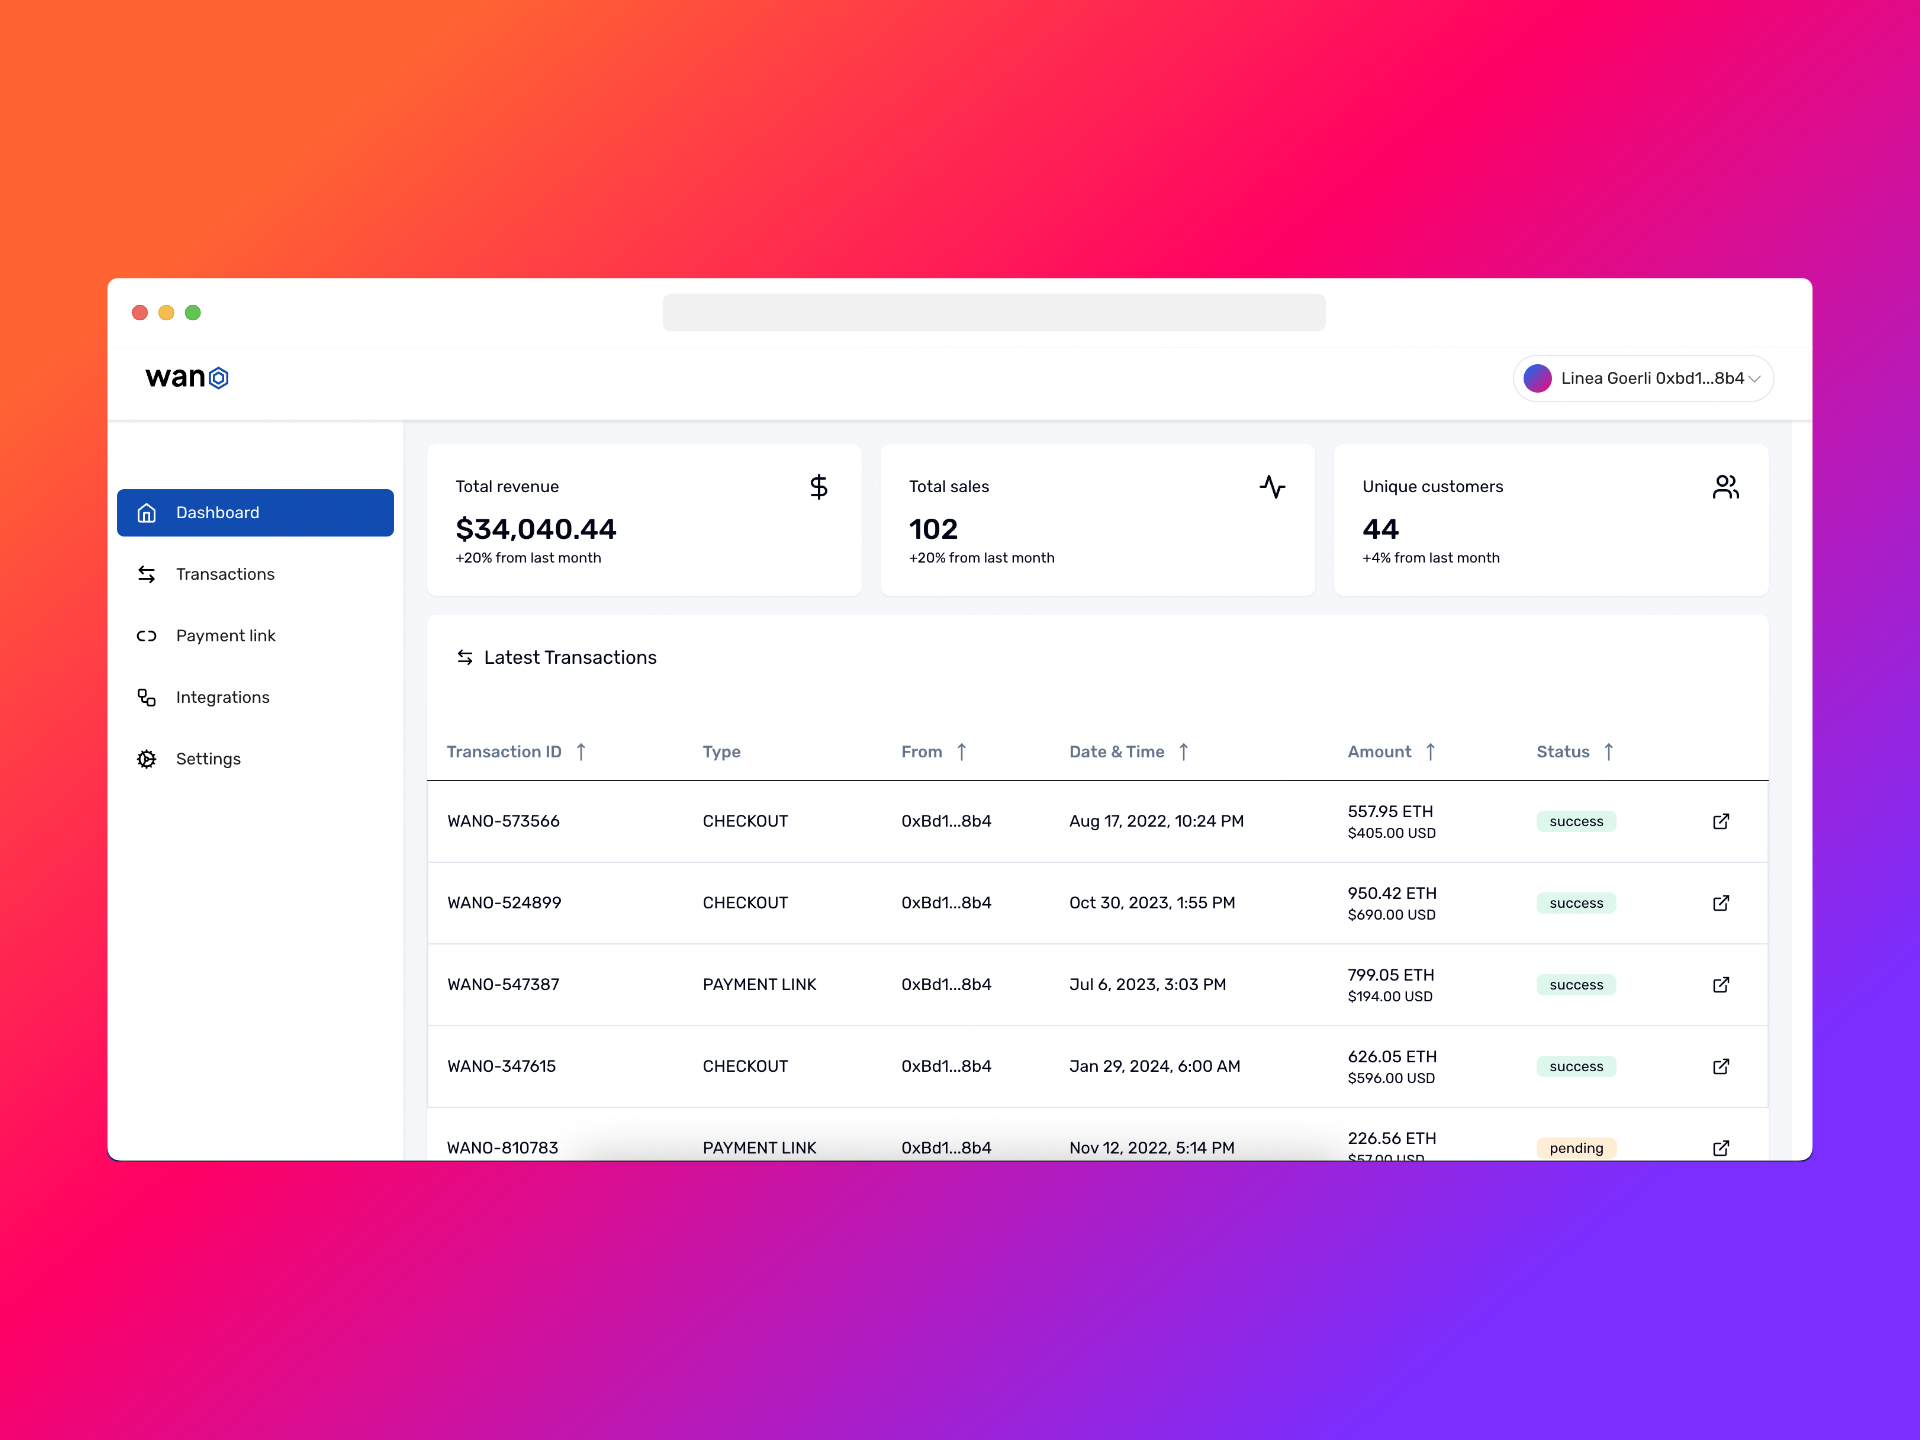 wano
Linea Goerli 0xbd1...8b4
Dashboard
Transactions
Payment link
Integrations
Settings
Total revenue
$34,040.44
+20% from last month
Total sales
102
+20% from last month
Unique customers
44
+4% from last month
Latest Transactions
Transaction ID ↑ Type From ↑ Date & Time ↑ Amount ↑ Status ↑
WANO-573566 CHECKOUT 0xBd1...8b4 Aug 17, 2022, 10:24 PM 557.95 ETH success
$405.00 USD
WANO-524899 CHECKOUT 0xBd1...8b4 Oct 30, 2023, 1:55 PM 950.42 ETH success
$690.00 USD
WANO-547387 PAYMENT LINK 0xBd1...8b4 Jul 6, 2023, 3:03 PM 799.05 ETH success
$194.00 USD
WANO-347615 CHECKOUT 0xBd1...8b4 Jan 29, 2024, 6:00 AM 626.05 ETH success
$596.00 USD
WANO-810783 PAYMENT LINK 0xBd1...8b4 Nov 12, 2022, 5:14 PM 226.56 ETH pending
$57.00 USD